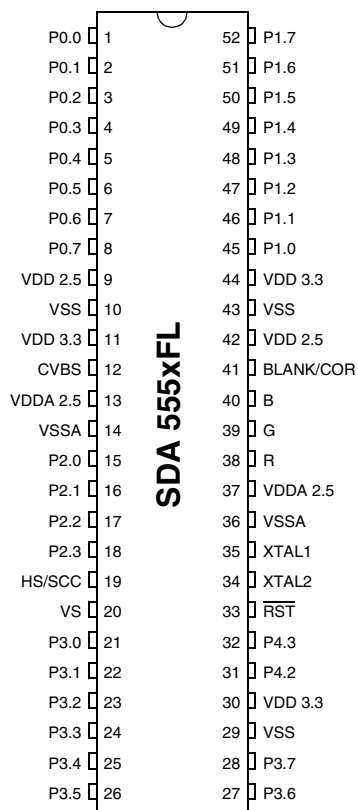 P0.0 1 52 P1.7
P0.1 2 51 P1.6
P0.2 3 50 P1.5
P0.3 4 49 P1.4
P0.4 5 48 P1.3
P0.5 6 47 P1.2
P0.6 7 46 P1.1
P0.7 8 45 P1.0
VDD 2.5 9 44 VDD 3.3
VSS 10 43 VSS
VDD 3.3 11 42 VDD 2.5
CVBS 12 41 BLANK/COR
VDDA 2.5 13 40 B
VSSA 14 39 G
P2.0 15 38 R
P2.1 16 37 VDDA 2.5
P2.2 17 36 VSSA
P2.3 18 35 XTAL1
HS/SCC 19 34 XTAL2
VS 20 33 RST
P3.0 21 32 P4.3
P3.1 22 31 P4.2
P3.2 23 30 VDD 3.3
P3.3 24 29 VSS
P3.4 25 28 P3.7
P3.5 26 27 P3.6
SDA 555xFL